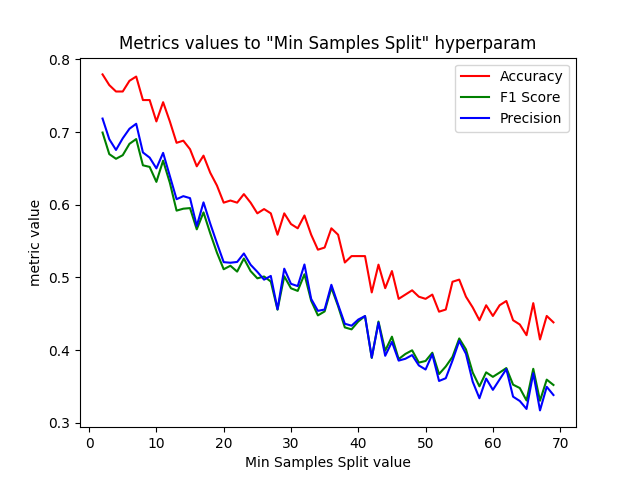 Metrics values to "Min Samples Split" hyperparam
Accuracy
F1 Score
Precision
metric value
0.8
0.7
0.6
0.5
0.4
0.3
0 10 20 30 40 50 60 70
Min Samples Split value